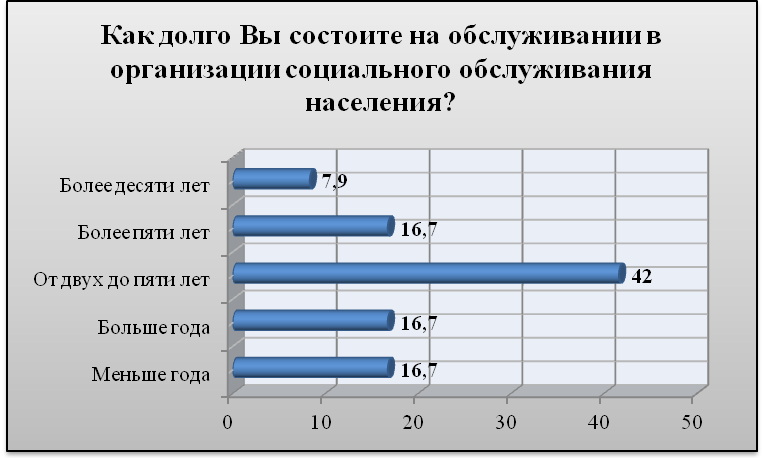 Как долго Вы состоите на обслуживании в
организации социального обслуживания
населения?
Более десяти лет
7,9
Более пяти лет
16,7
От двух до пяти лет
42
Больше года
16,7
Меньше года
16,7
0 10 20 30 40 50